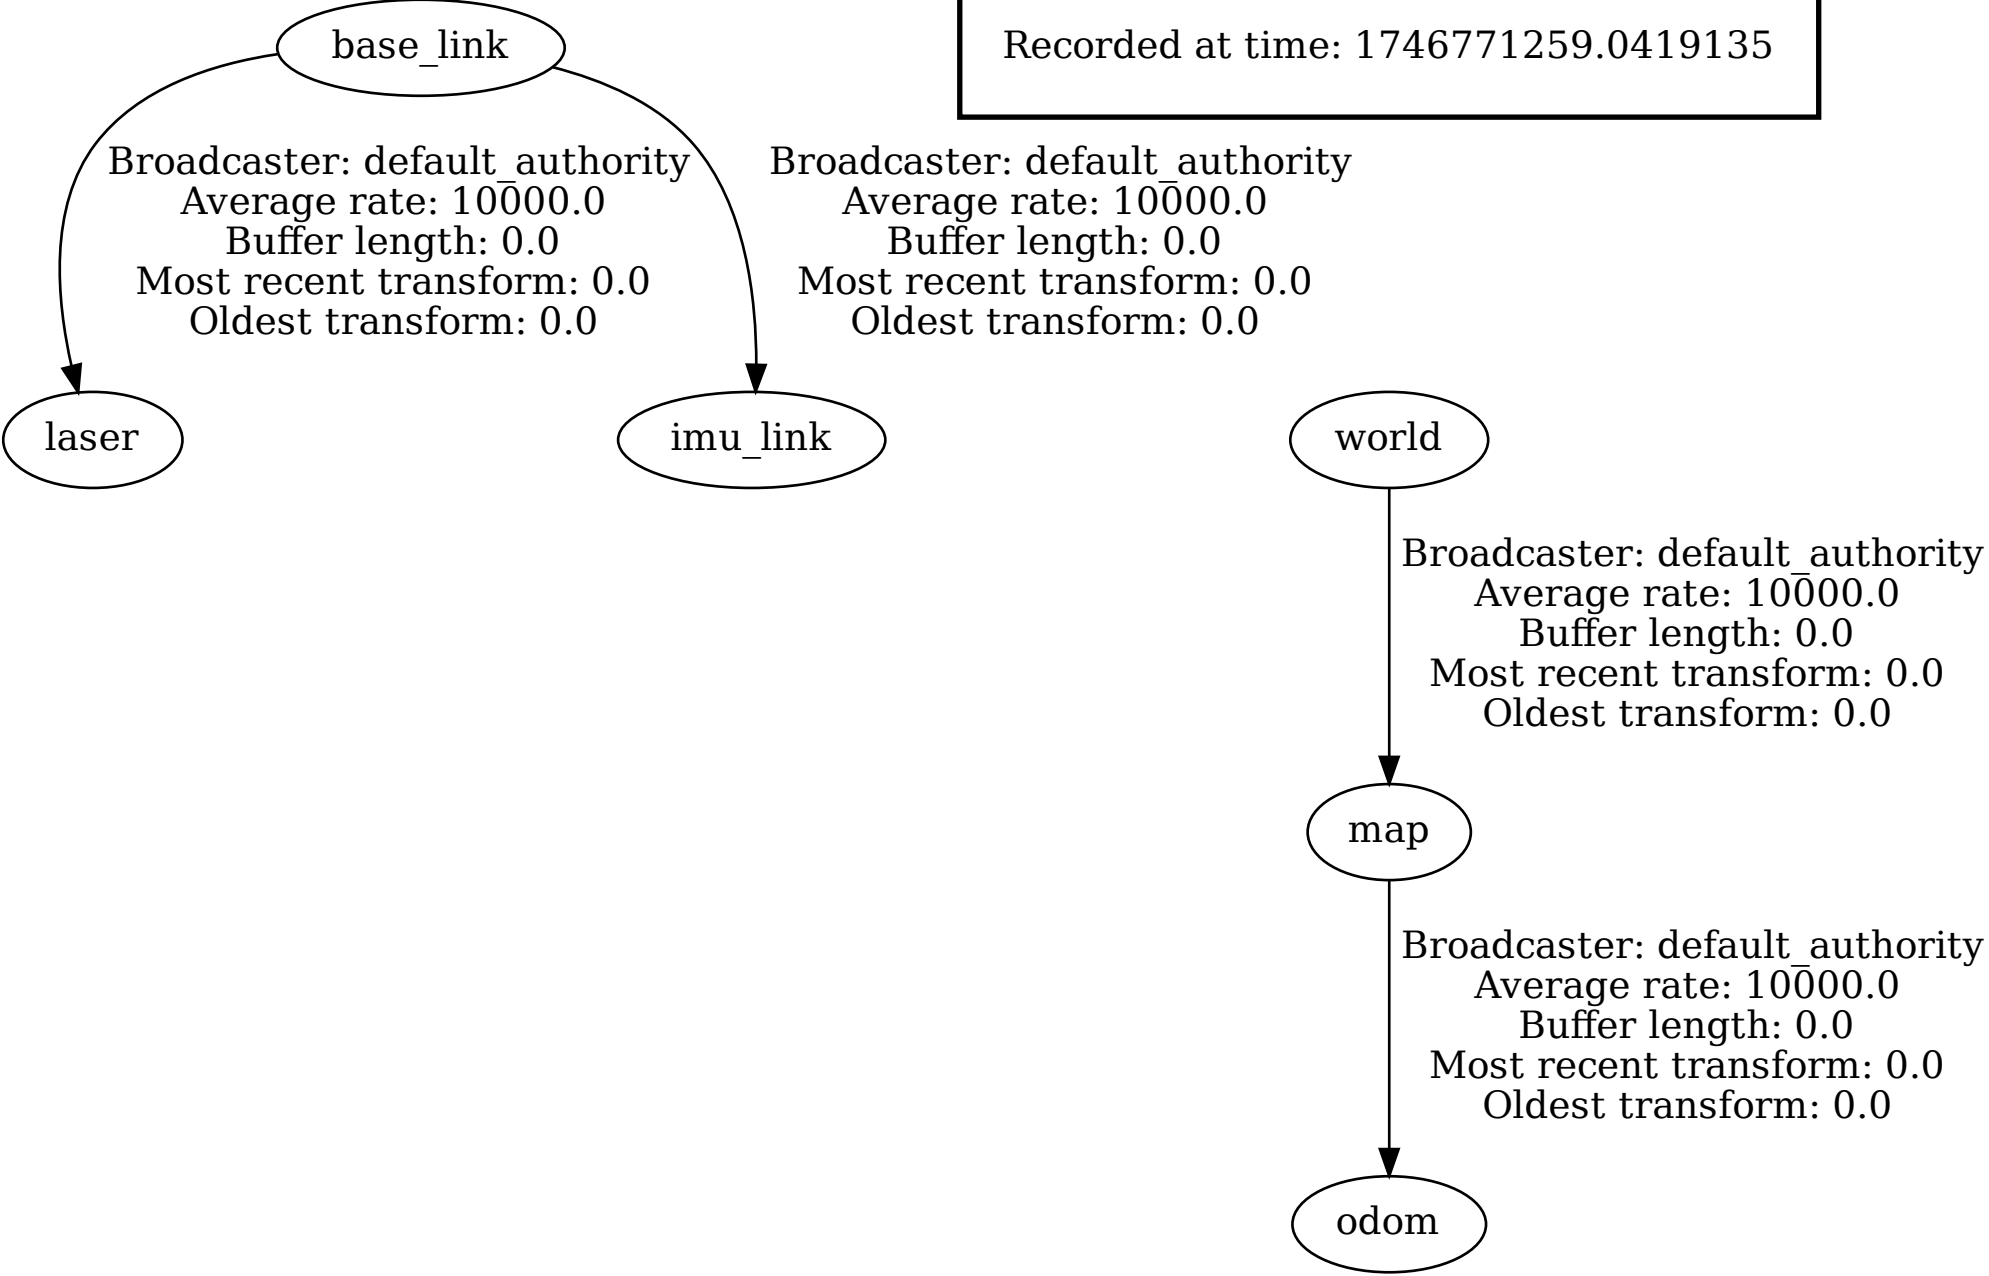 base_link
Recorded at time: 1746771259.0419135
Broadcaster: default_authority
Average rate: 10000.0
Buffer length: 0.0
Most recent transform: 0.0
Oldest transform: 0.0
Broadcaster: default_authority
Average rate: 10000.0
Buffer length: 0.0
Most recent transform: 0.0
Oldest transform: 0.0
laser
imu_link
world
Broadcaster: default_authority
Average rate: 10000.0
Buffer length: 0.0
Most recent transform: 0.0
Oldest transform: 0.0
map
Broadcaster: default_authority
Average rate: 10000.0
Buffer length: 0.0
Most recent transform: 0.0
Oldest transform: 0.0
odom